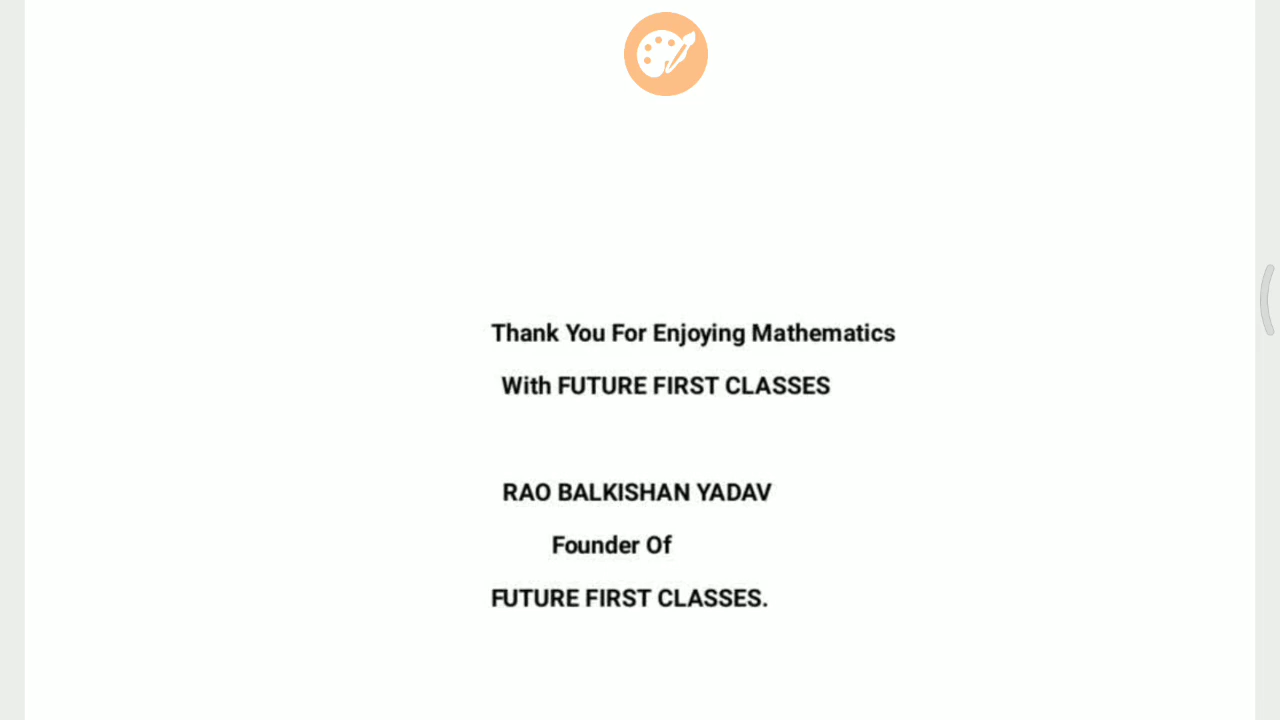 Thank You For Enjoying Mathematics
With FUTURE FIRST CLASSES
RAO BALKISHAN YADAV
Founder Of
FUTURE FIRST CLASSES.